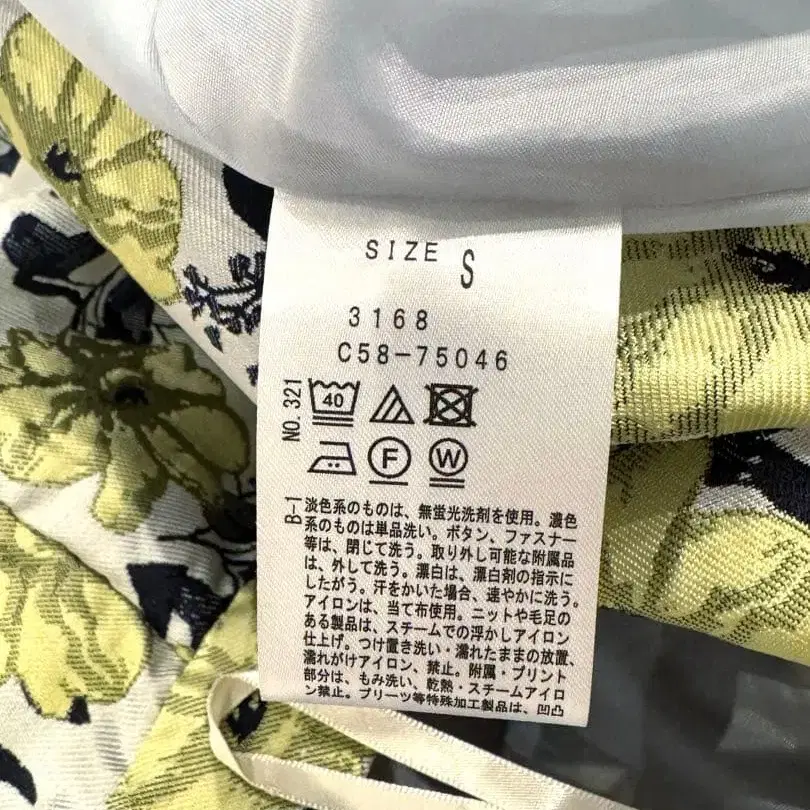 SIZE S
3168
C58-75046
NO.321
40
F W
B-1
淡色系のものは、無蛍光洗剤を使用。濃色
系のものは単品洗い。ボタン、ファスナー
等は、閉じて洗う。取り外し可能な附属品
は、外して洗う。漂白は、漂白剤の指示に
したがう。汗をかいた場合、速やかに洗う。
アイロンは、当て布使用。ニットや毛足の
ある製品は、スチームでの浮かしアイロン
仕上げ。つけ置き洗い・濡れたままの放置、
濡れがけアイロン、禁止。附属・プリント
部分は、もみ洗い、乾熱・スチームアイロ
ン禁止。プリーツ等特殊加工製品は、凹凸